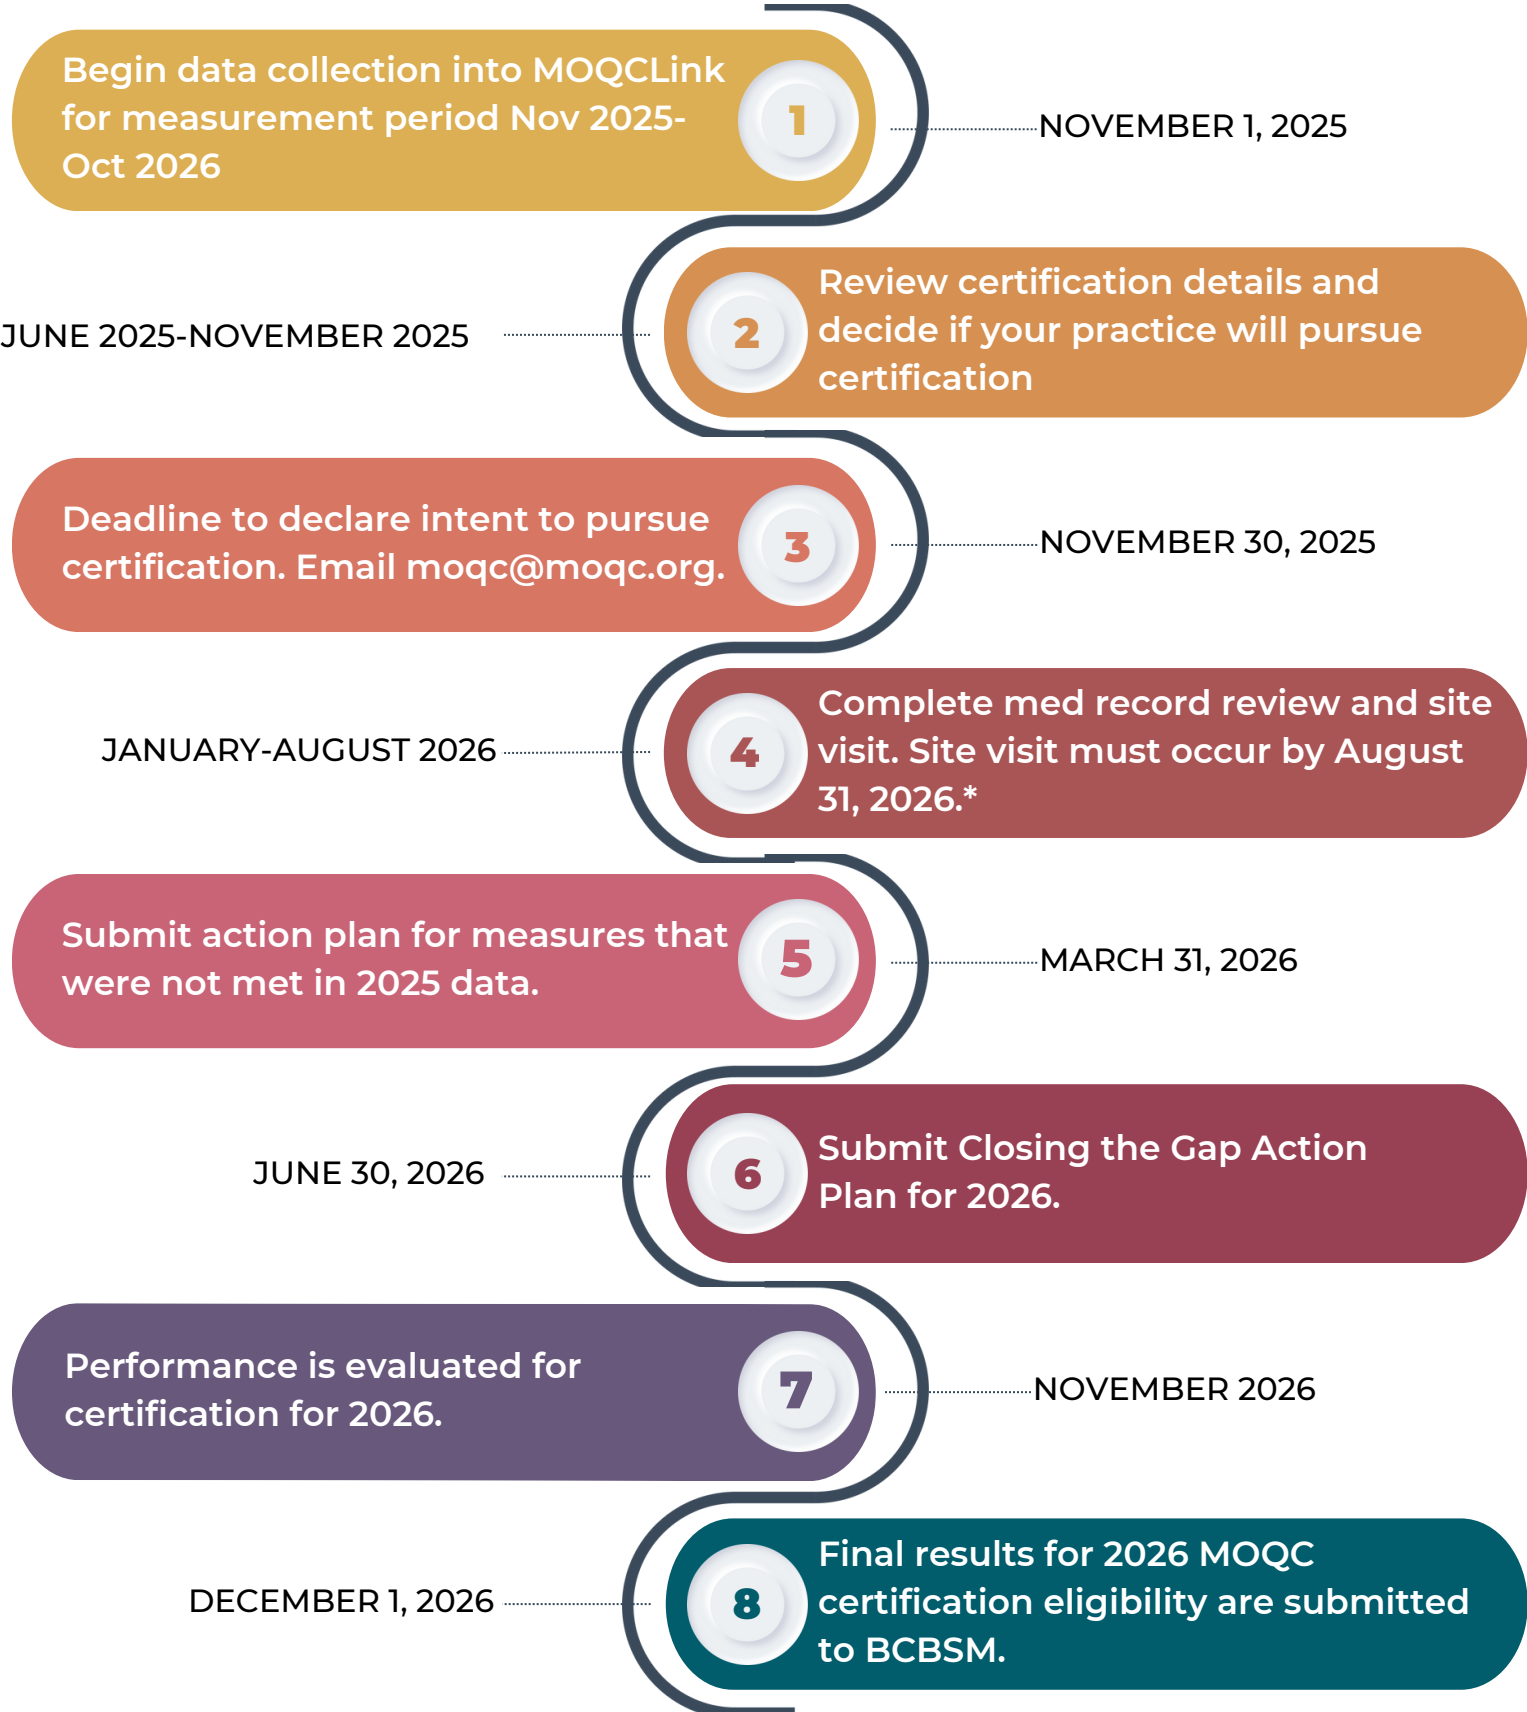 Begin data collection into MOQCLink
for measurement period Nov 2025-
Oct 2026
1
NOVEMBER 1, 2025
JUNE 2025-NOVEMBER 2025
2
Review certification details and
decide if your practice will pursue
certification
Deadline to declare intent to pursue
certification. Email moqc@moqc.org.
3
NOVEMBER 30, 2025
JANUARY-AUGUST 2026
4
Complete med record review and site
visit. Site visit must occur by August
31, 2026.*
Submit action plan for measures that
were not met in 2025 data.
5
MARCH 31, 2026
JUNE 30, 2026
6
Submit Closing the Gap Action
Plan for 2026.
Performance is evaluated for
certification for 2026.
7
NOVEMBER 2026
DECEMBER 1, 2026
8
Final results for 2026 MOQC
certification eligibility are submitted
to BCBSM.